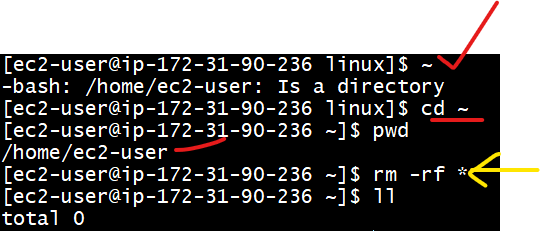 [ec2-user@ip-172-31-90-236 linux]$ ~
-bash: /home/ec2-user: Is a directory
[ec2-user@ip-172-31-90-236 linux]$ cd ~
[ec2-user@ip-172-31-90-236 ~]$ pwd
/home/ec2-user
[ec2-user@ip-172-31-90-236 ~]$ rm -rf *
[ec2-user@ip-172-31-90-236 ~]$ ll
total 0